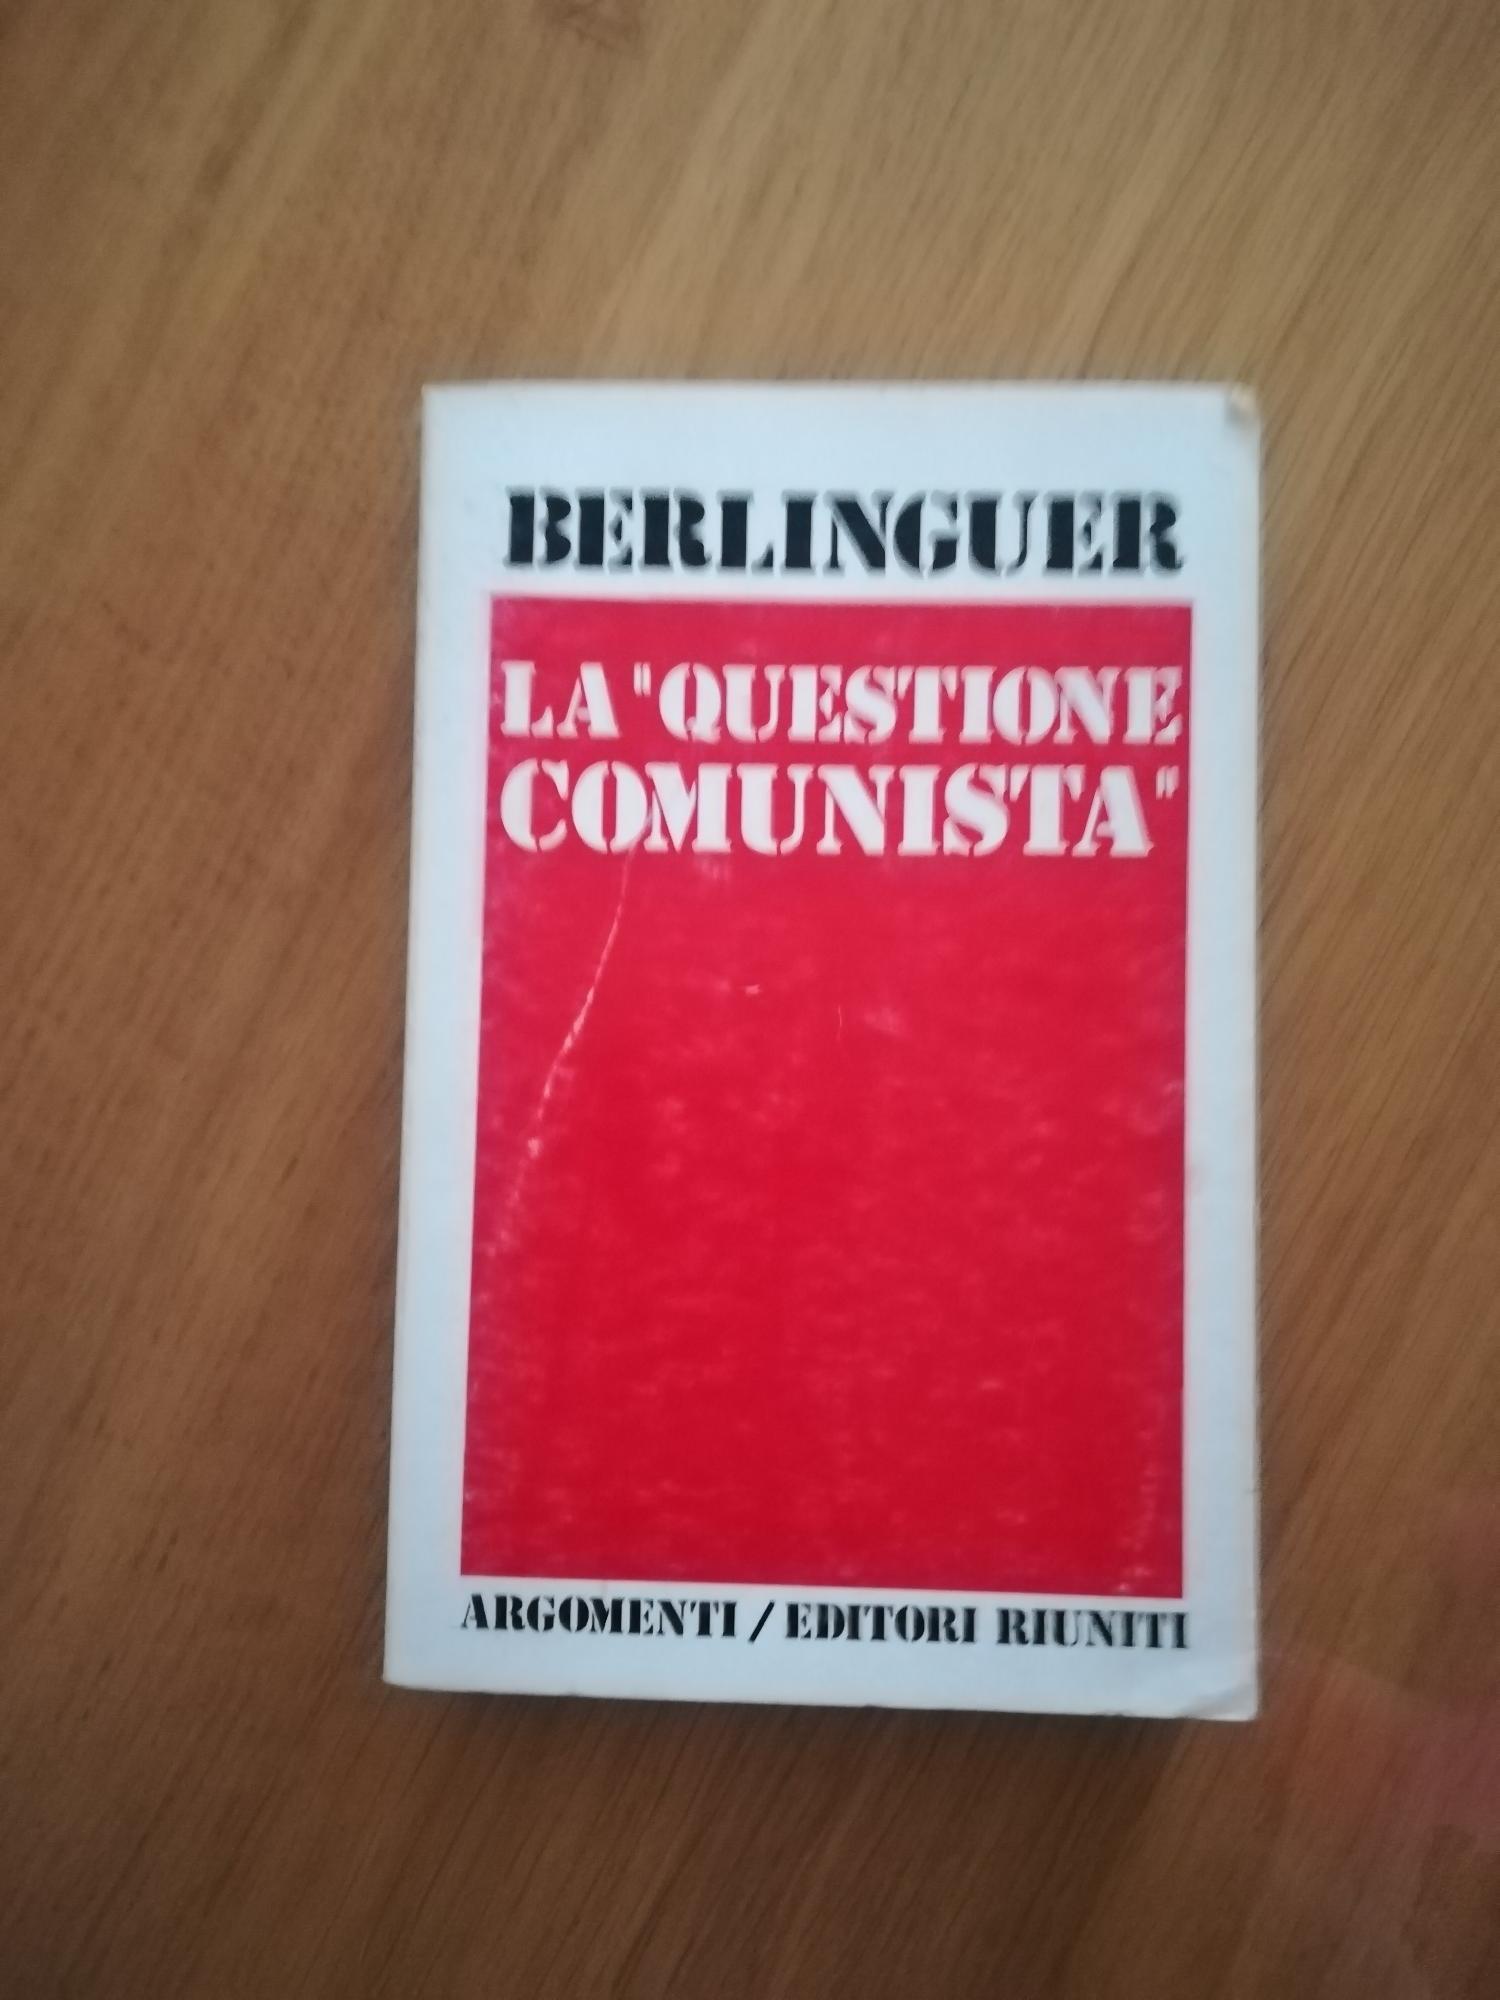 BERLINGUER
LA "QUESTIONE
COMUNISTA"
ARGOMENTI / EDITORI RIUNITI